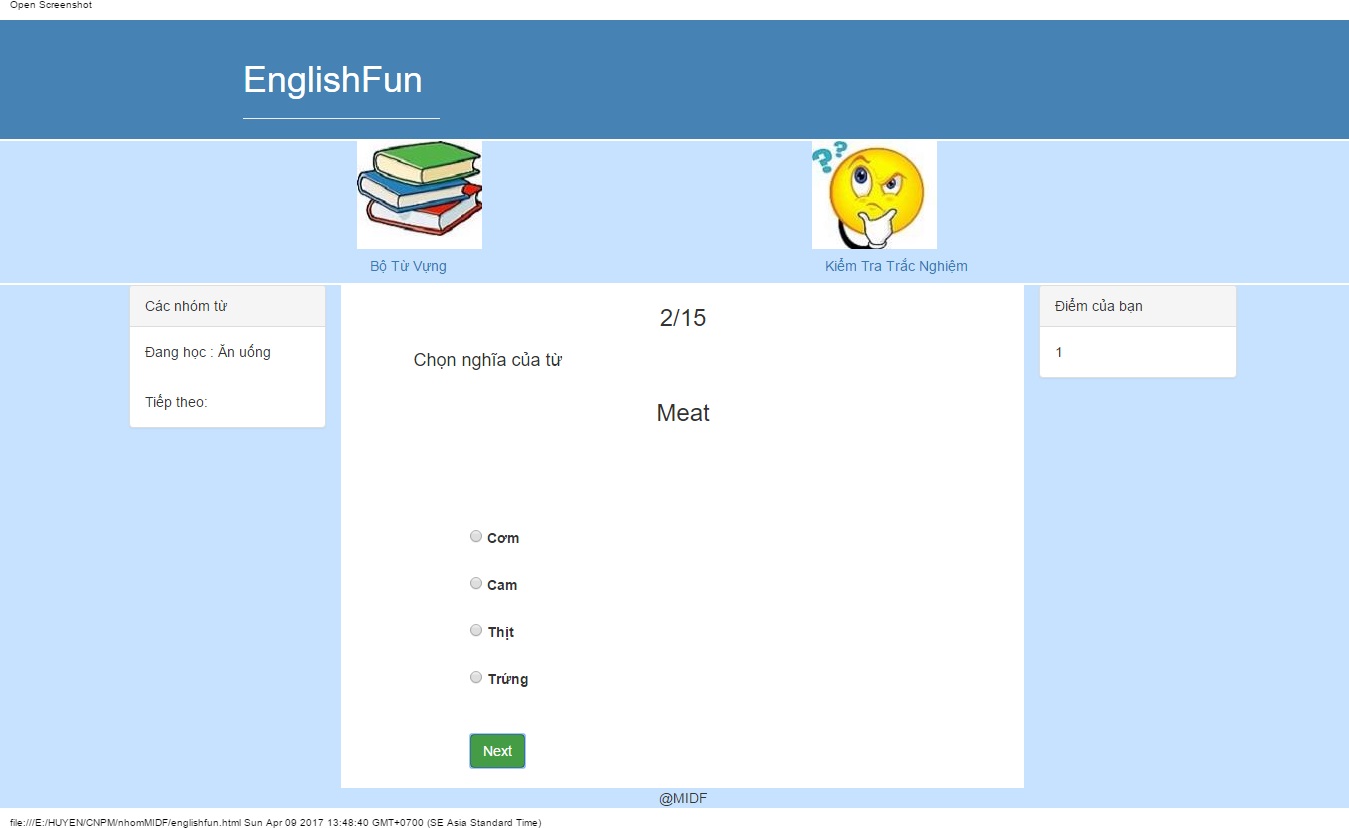 Open Screenshot
EnglishFun
Bộ Từ Vựng
Kiểm Tra Trắc Nghiệm
Các nhóm từ
Đang học : Ăn uống
Tiếp theo:
2/15
Chọn nghĩa của từ
Meat
Cơm
Cam
Thịt
Trứng
Next
Điểm của bạn
1
@MIDF
file:///E:/HUYEN/CNPM/nhomMIDF/englishfun.html Sun Apr 09 2017 13:48:40 GMT+0700 (SE Asia Standard Time)